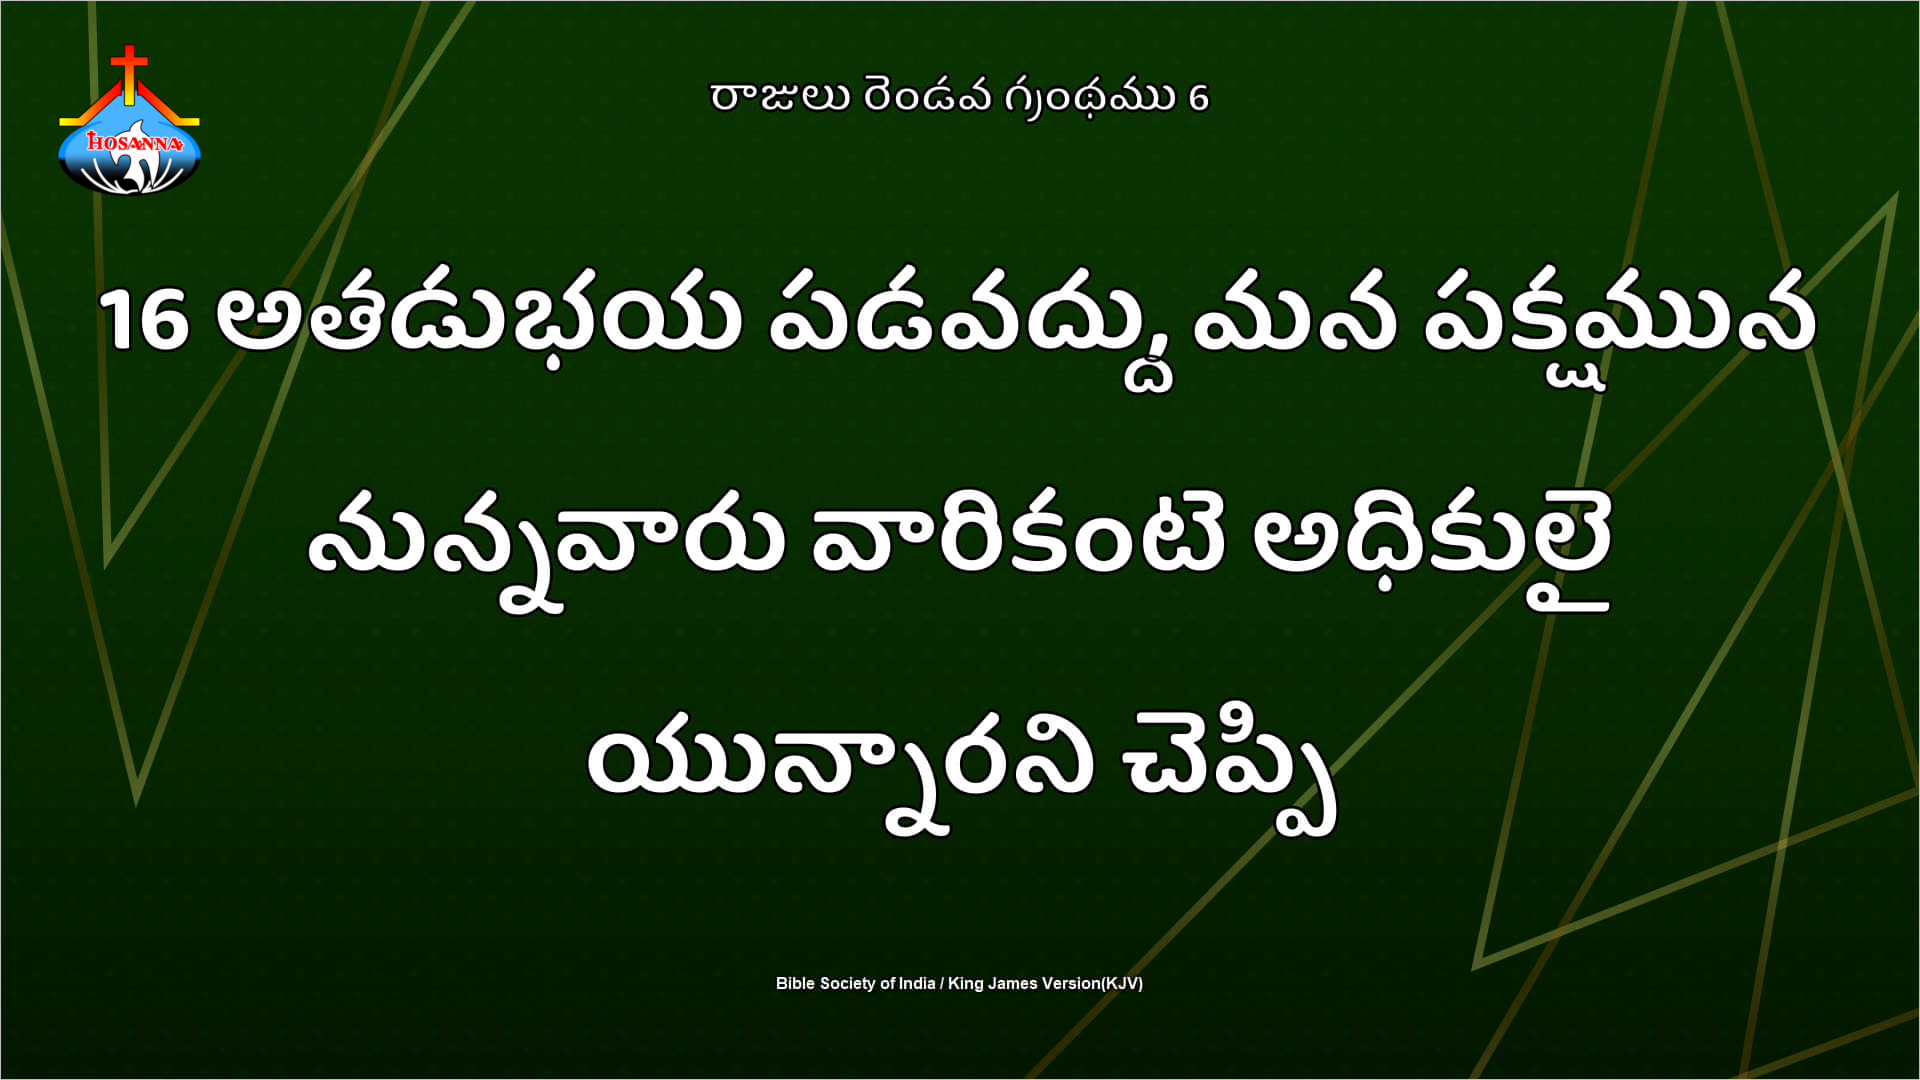 HOSANNA
రాజులు రెండవ గ్రంథము 6
16 అతడుభయ పడవద్దు, మన పక్షమున
నున్నవారు వారికంటె అధికులై
యున్నారని చెప్పి
Bible Society of India / King James Version(KJV)